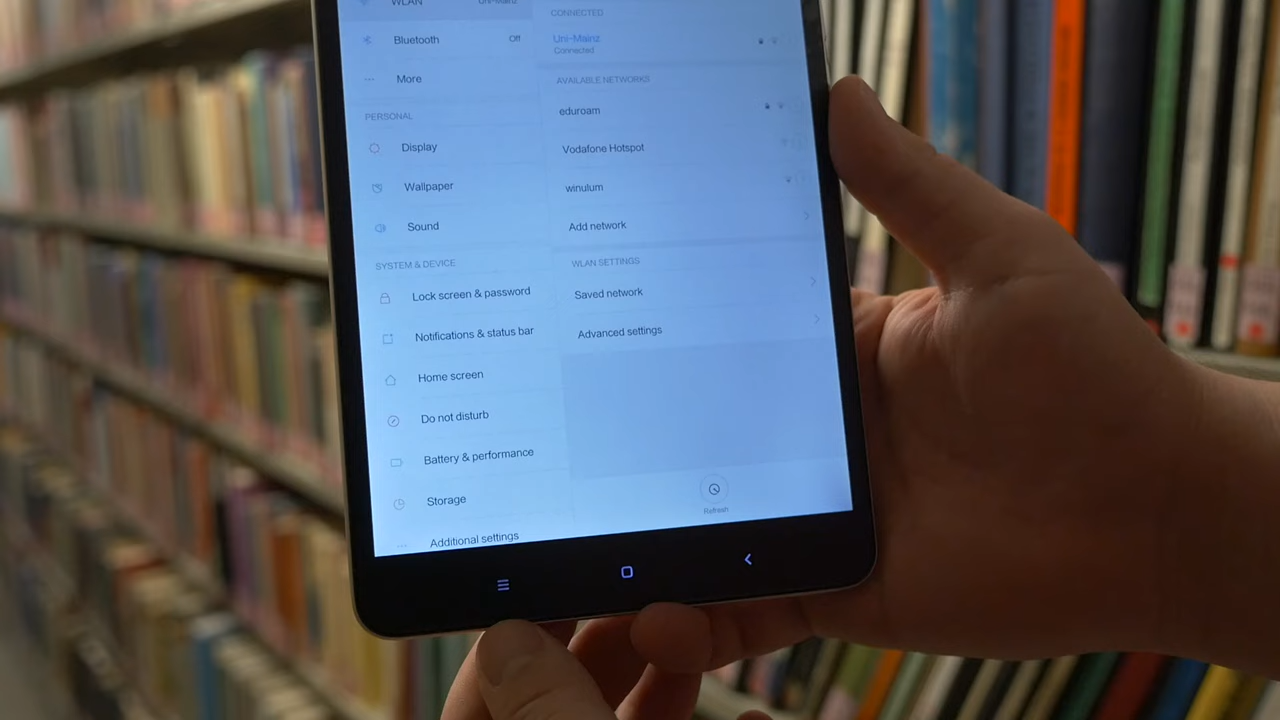 WLAN
Uni-Mainz
Bluetooth
Off
More
PERSONAL
Display
Wallpaper
Sound
SYSTEM & DEVICE
Lock screen & password
Notifications & status bar
Home screen
Do not disturb
Battery & performance
Storage
Additional settings
CONNECTED
Uni-Mainz
Connected
AVAILABLE NETWORKS
eduroam
Vodafone Hotspot
winulum
Add network
WLAN SETTINGS
Saved network
Advanced settings
Refresh